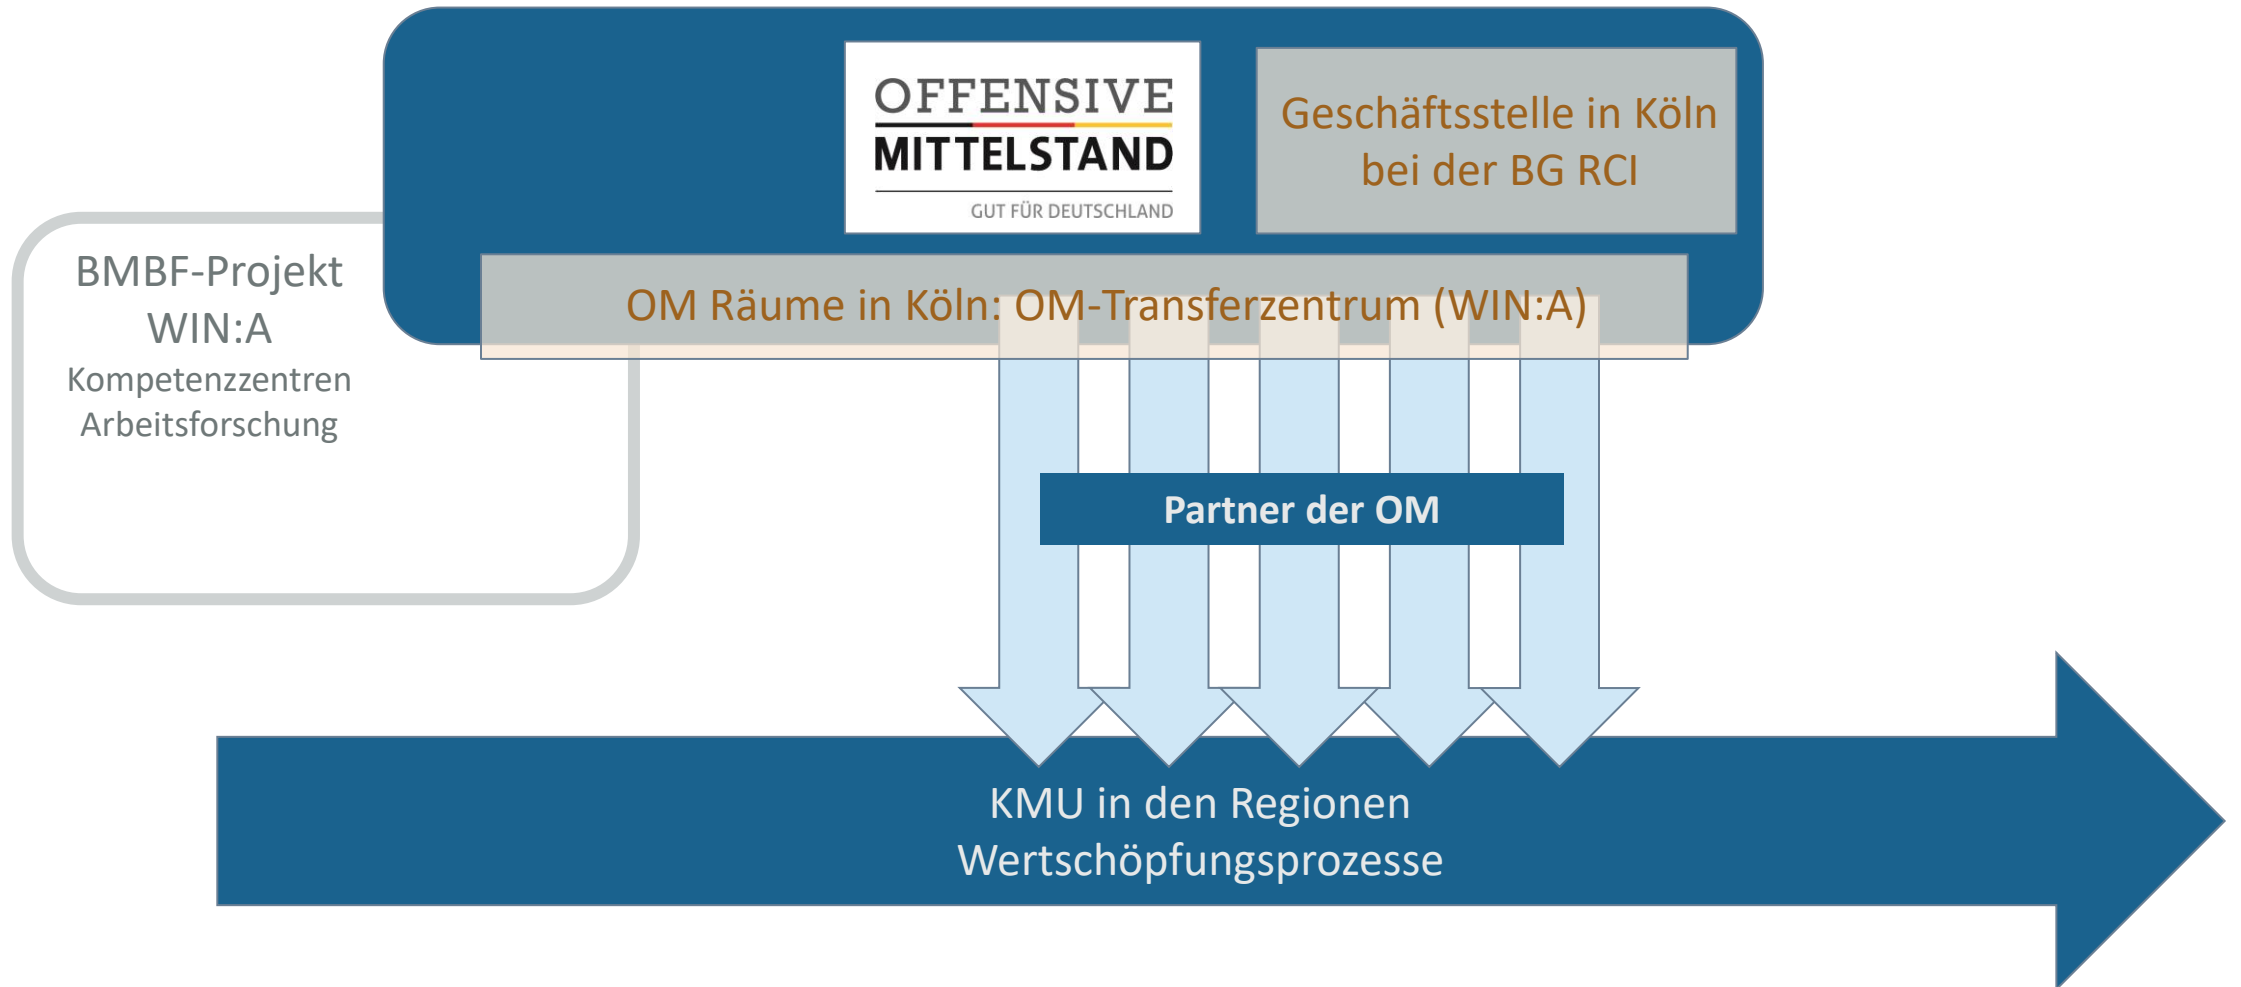 OFFENSIVE
MITTELSTAND
GUT FÜR DEUTSCHLAND
Geschäftsstelle in Köln
bei der BG RCI
OM Räume in Köln: OM-Transferzentrum (WIN:A)
BMBF-Projekt
WIN:A
Kompetenzzentren
Arbeitsforschung
Partner der OM
KMU in den Regionen
Wertschöpfungsprozesse